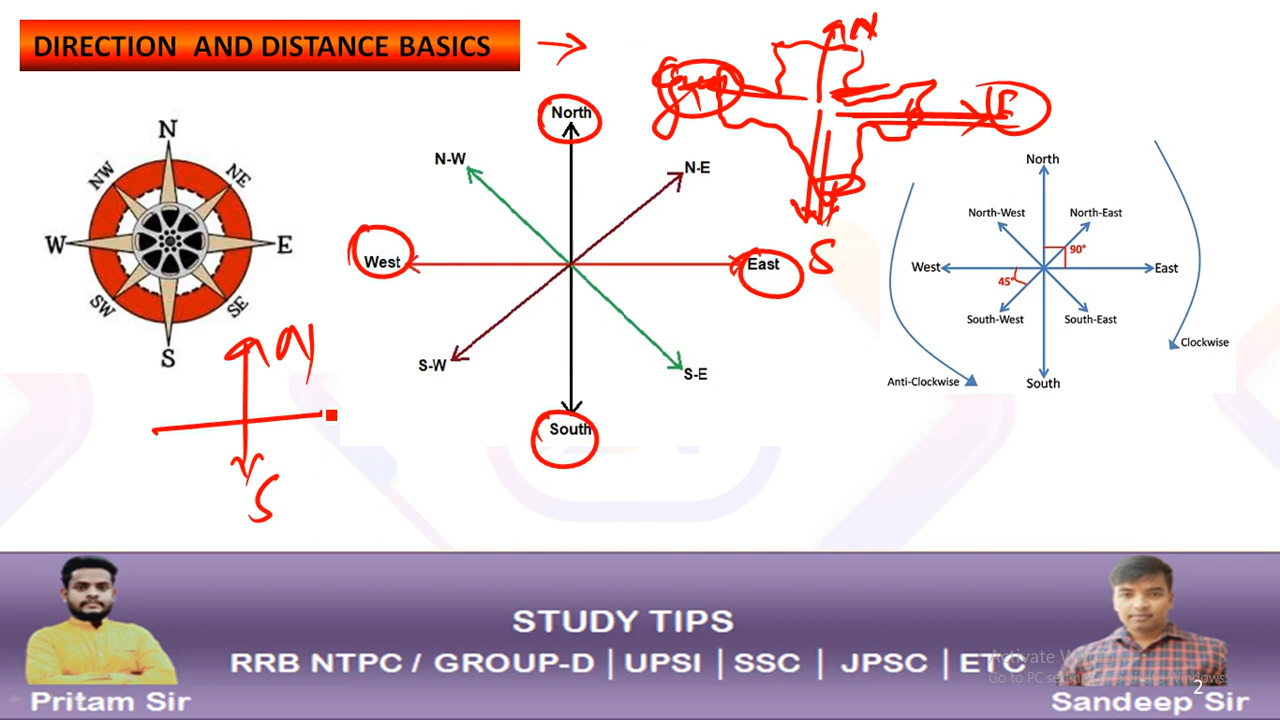 DIRECTION AND DISTANCE BASICS
N
NW
NE
W
E
SW
SE
S
N
S
North
N-W
N-E
West
East
S-W
S-E
South
N
E
S
North
North-West
North-East
90°
West
East
45°
South-West
South-East
Clockwise
Anti-Clockwise
South
STUDY TIPS
RRB NTPC / GROUP-D | UPSI | SSC | JPSC | ETC
Pritam Sir
Sandeep Sir
2